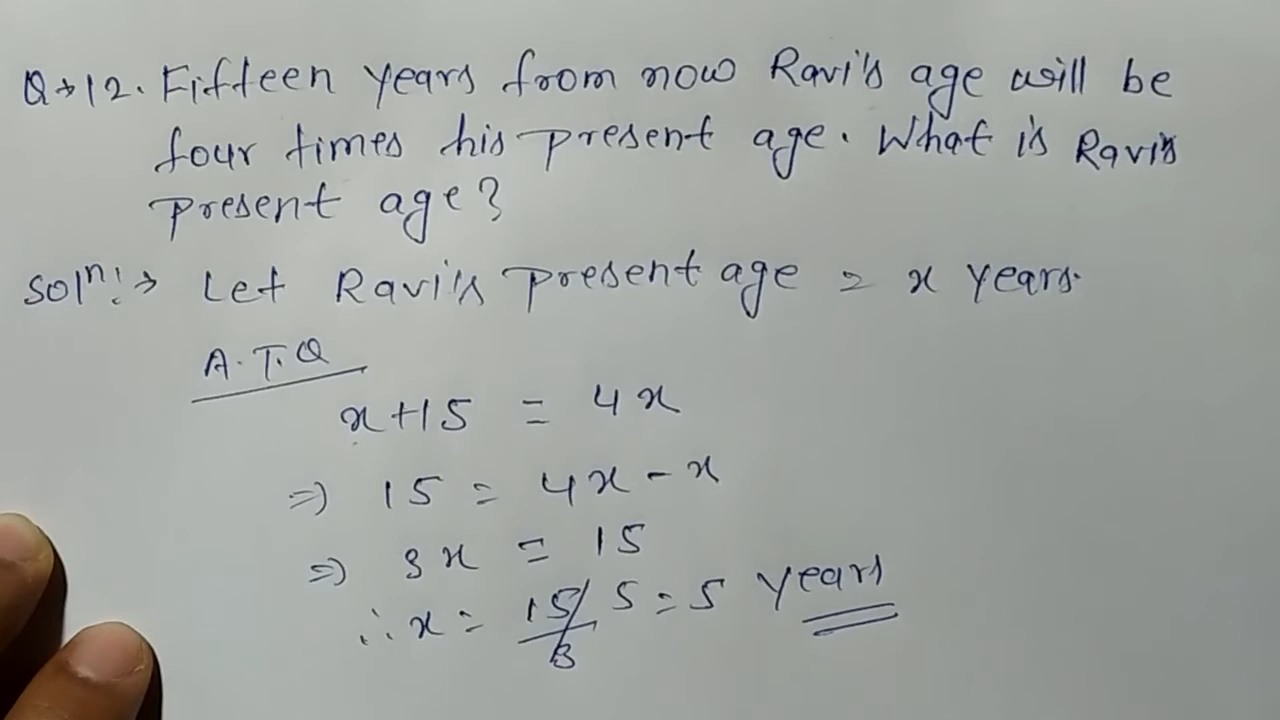 Q→12. Fifteen years from now Ravi's age will be
four times his present age. What is Ravi's
present age?
Solⁿ:→ Let Ravi's present age = x years.
A.T.Q
x+15 = 4x
⇒ 15 = 4x - x
⇒ 3x = 15
∴ x = 15/3 5 = 5 years